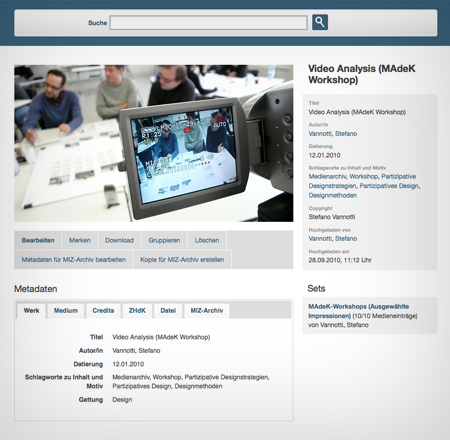 Suche
Video Analysis (MAdeK
Workshop)
Titel
Video Analysis (MAdeK Workshop)
Autor/in
Vannotti, Stefano
Datierung
12.01.2010
Schlagworte zu Inhalt und Motiv
Medienarchiv, Workshop, Partizipative
Designstrategien, Partizipatives Design,
Designmethoden
Copyright
Stefano Vannotti
Hochgeladen von
Vannotti, Stefano
Hochgeladen am
28.09.2010, 11:12 Uhr
AUTO
Bearbeiten Merken Download Gruppieren Löschen
Metadaten für MIZ-Archiv bearbeiten Kopie für MIZ-Archiv erstellen
Metadaten
Werk Medium Credits ZHdK Datei MIZ-Archiv
Titel Video Analysis (MAdeK Workshop)
Autor/in Vannotti, Stefano
Datierung 12.01.2010
Schlagworte zu Inhalt und Medienarchiv, Workshop, Partizipative Designstrategien,
Motiv Partizipatives Design, Designmethoden
Gattung Design
Sets
MAdeK-Workshops (Ausgewählte
Impressionen) (10/10 Medieneinträge)
von Vannotti, Stefano